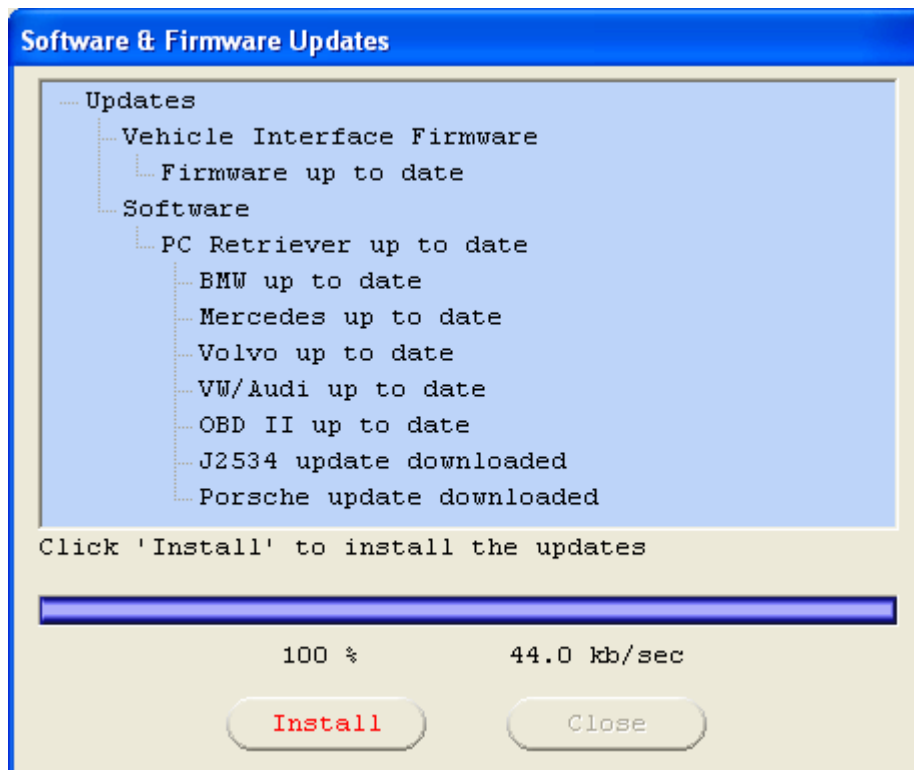 Software & Firmware Updates
Updates
Vehicle Interface Firmware
Firmware up to date
Software
PC Retriever up to date
BMW up to date
Mercedes up to date
Volvo up to date
VW/Audi up to date
OBD II up to date
J2534 update downloaded
Porsche update downloaded
Click 'Install' to install the updates
100 % 44.0 kb/sec
Install Close